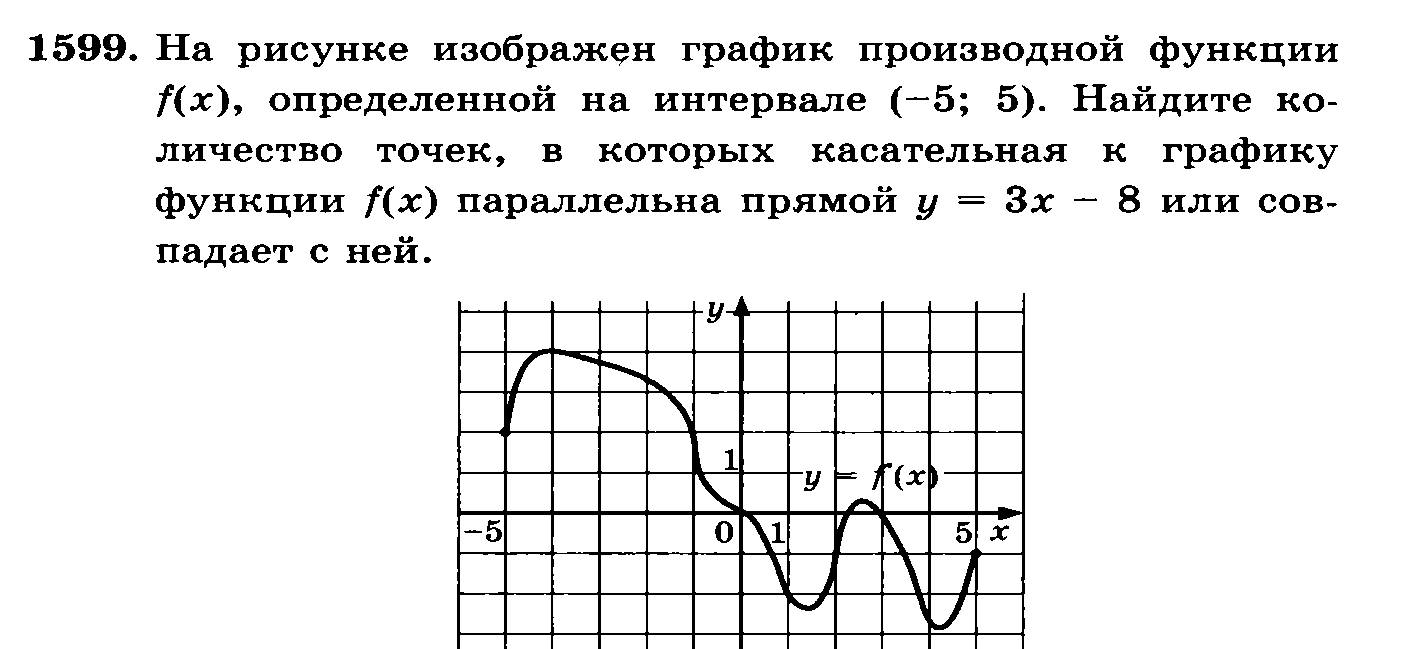 1599. На рисунке изображен график производной функции
f(x), определенной на интервале (−5; 5). Найдите ко-
личество точек, в которых касательная к графику
функции f(x) параллельна прямой y = 3x − 8 или сов-
падает с ней.
y
1
y = f(x)
−5 0 1 5 x